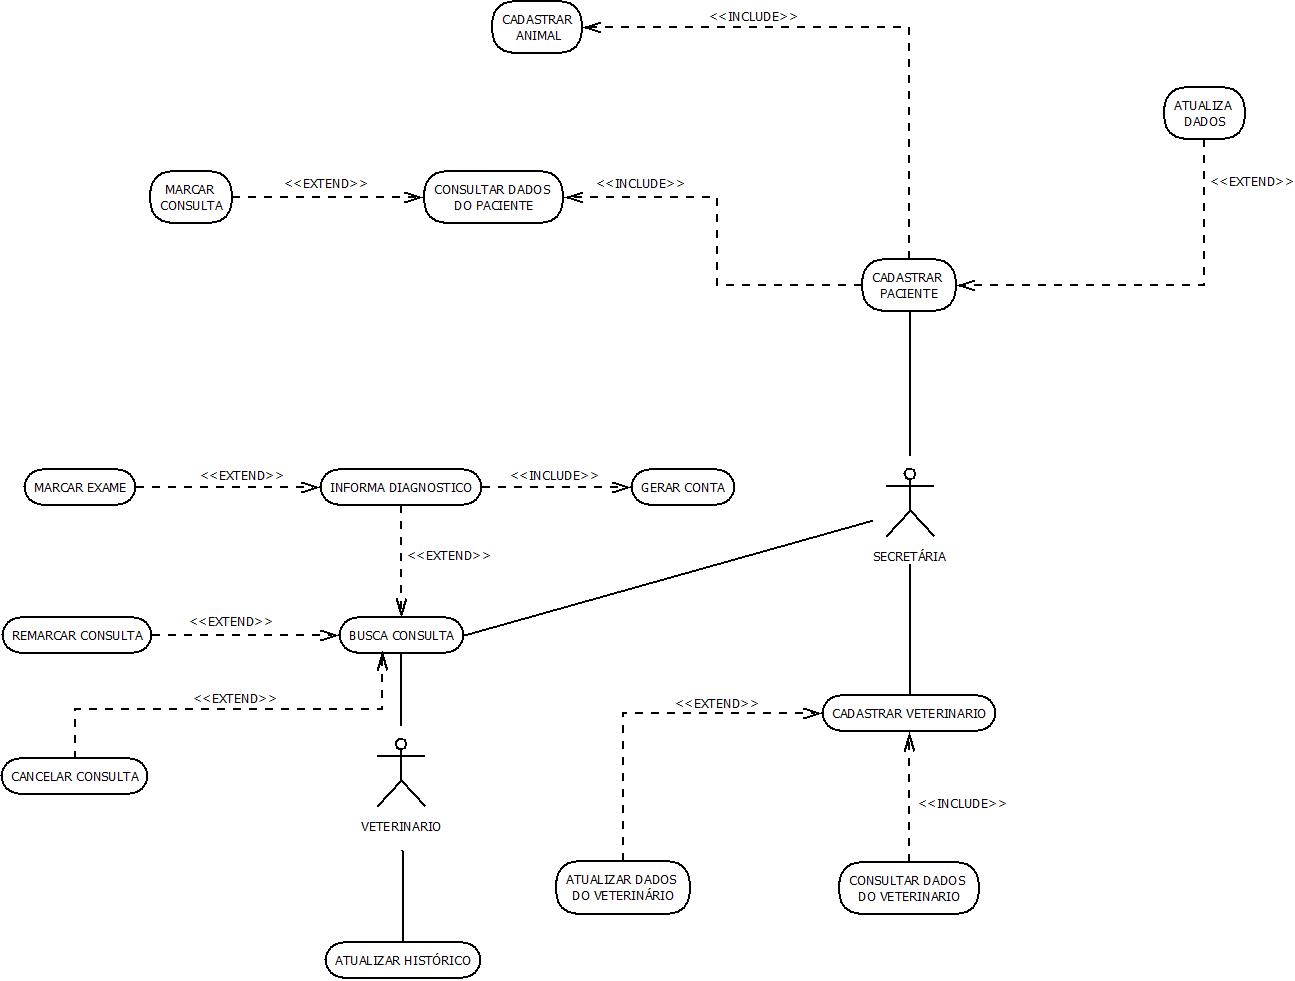 CADASTRAR
ANIMAL
<<INCLUDE>>
ATUALIZA
DADOS
<<EXTEND>>
MARCAR
CONSULTA
<<EXTEND>>
CONSULTAR DADOS
DO PACIENTE
<<INCLUDE>>
CADASTRAR
PACIENTE
MARCAR EXAME
<<EXTEND>>
INFORMA DIAGNOSTICO
<<INCLUDE>>
GERAR CONTA
<<EXTEND>>
SECRETÁRIA
REMARCAR CONSULTA
<<EXTEND>>
BUSCA CONSULTA
<<EXTEND>>
CANCELAR CONSULTA
<<EXTEND>>
CADASTRAR VETERINARIO
<<INCLUDE>>
VETERINARIO
ATUALIZAR DADOS
DO VETERINÁRIO
CONSULTAR DADOS
DO VETERINARIO
ATUALIZAR HISTÓRICO